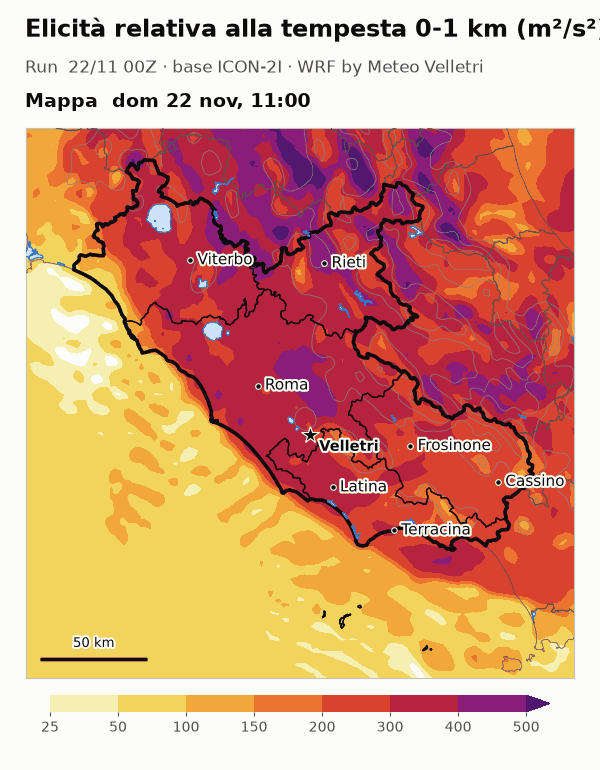 Elicità relativa alla tempesta 0-1 km (m²/s²)
Run 22/11 00Z · base ICON-2I · WRF by Meteo Velletri
Mappa dom 22 nov, 11:00
Viterbo
Rieti
Roma
Velletri
Frosinone
Cassino
Latina
Terracina
50 km
25 50 100 150 200 300 400 500